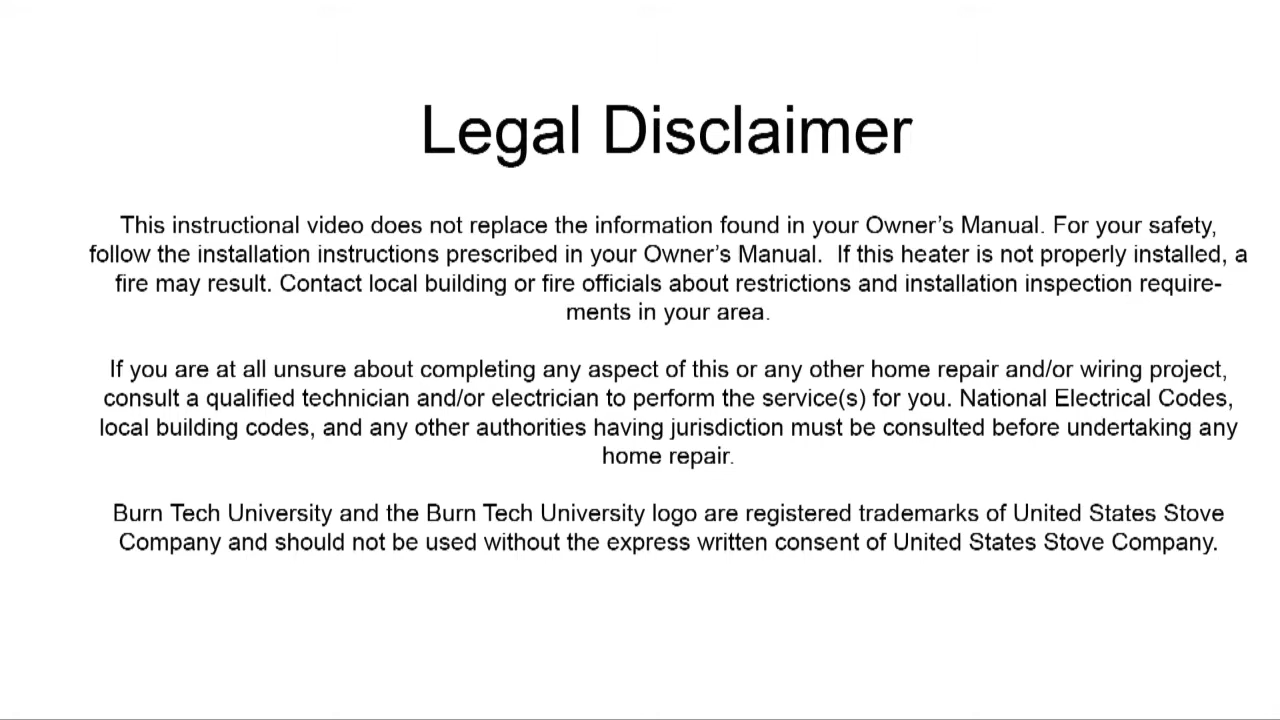 Legal Disclaimer
This instructional video does not replace the information found in your Owner’s Manual. For your safety,
follow the installation instructions prescribed in your Owner’s Manual.  If this heater is not properly installed, a
fire may result. Contact local building or fire officials about restrictions and installation inspection require-
ments in your area.
If you are at all unsure about completing any aspect of this or any other home repair and/or wiring project,
consult a qualified technician and/or electrician to perform the service(s) for you. National Electrical Codes,
local building codes, and any other authorities having jurisdiction must be consulted before undertaking any
home repair.
Burn Tech University and the Burn Tech University logo are registered trademarks of United States Stove
Company and should not be used without the express written consent of United States Stove Company.